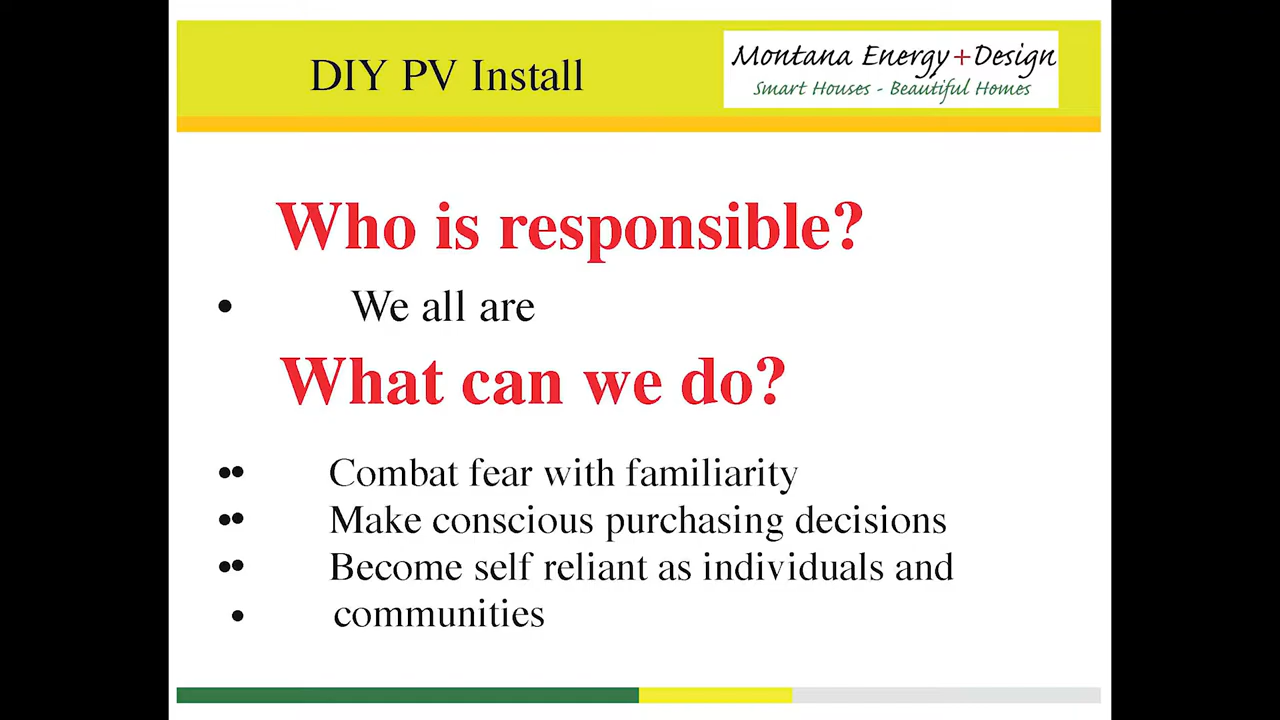 DIY PV Install
Montana Energy+Design
Smart Houses - Beautiful Homes
Who is responsible?
• We all are
What can we do?
•• Combat fear with familiarity
•• Make conscious purchasing decisions
•• Become self reliant as individuals and
• communities